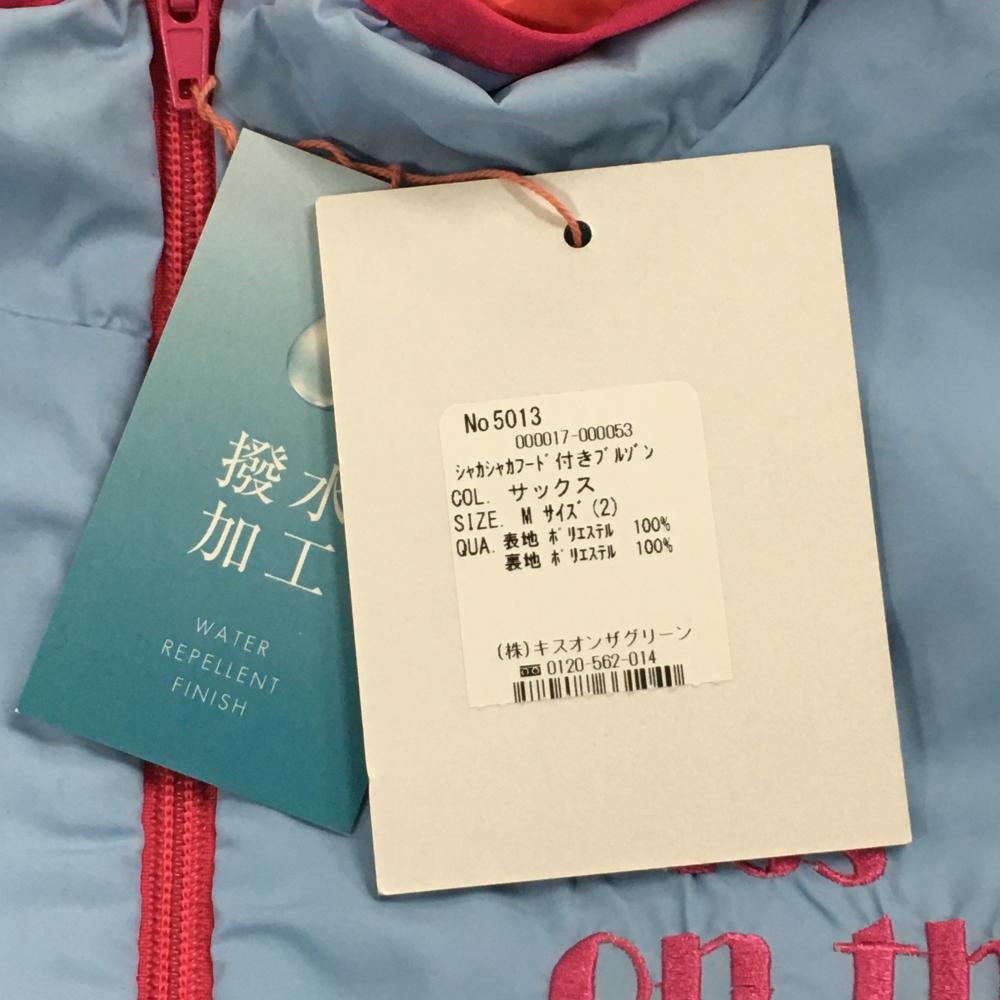 撥水
加工
WATER
REPELLENT
FINISH
No5013
000017-000053
ｼｬｶｼｬｶﾌｰﾄﾞ付きﾌﾞﾙｿﾞﾝ
COL. サックス
SIZE. M ｻｲｽﾞ(2)
QUA. 表地 ﾎﾟﾘｴｽﾃﾙ 100%
裏地 ﾎﾟﾘｴｽﾃﾙ 100%
(株)キスオンザグリーン
0120-562-014
on th